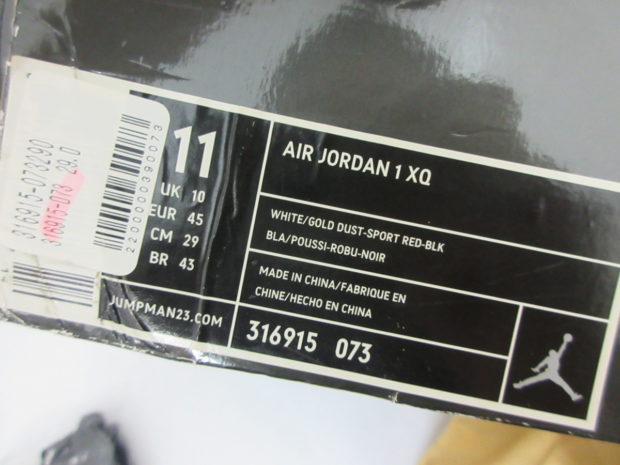 316915-073290
316915-073 29.0
2200000390073
11
UK 10
EUR 45
CM 29
BR 43
JUMPMAN23.COM
AIR JORDAN 1 XQ
WHITE/GOLD DUST-SPORT RED-BLK
BLA/POUSSI-ROBU-NOIR
MADE IN CHINA/FABRIQUE EN
CHINE/HECHO EN CHINA
316915 073